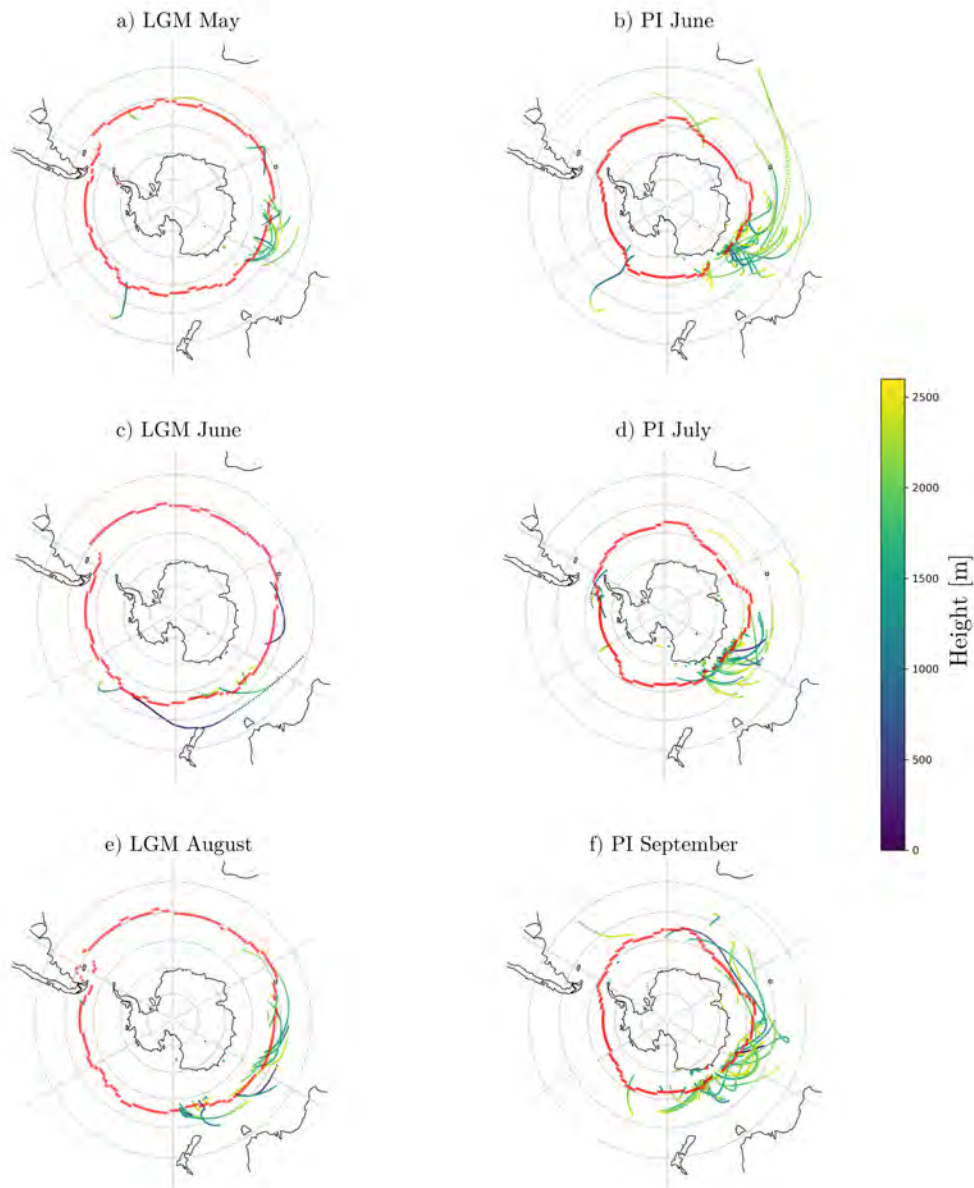 a) LGM May
b) PI June
c) LGM June
d) PI July
2500
2000
1500
1000
500
0
Height [m]
e) LGM August
f) PI September